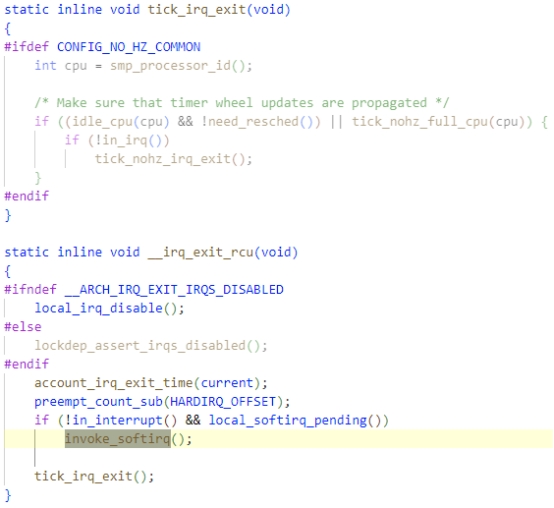 static inline void tick_irq_exit(void)
{
#ifdef CONFIG_NO_HZ_COMMON
    int cpu = smp_processor_id();

    /* Make sure that timer wheel updates are propagated */
    if ((idle_cpu(cpu) && !need_resched()) || tick_nohz_full_cpu(cpu)) {
        if (!in_irq())
            tick_nohz_irq_exit();
    }
#endif
}

static inline void __irq_exit_rcu(void)
{
#ifndef __ARCH_IRQ_EXIT_IRQS_DISABLED
    local_irq_disable();
#else
    lockdep_assert_irqs_disabled();
#endif
    account_irq_exit_time(current);
    preempt_count_sub(HARDIRQ_OFFSET);
    if (!in_interrupt() && local_softirq_pending())
        invoke_softirq();

    tick_irq_exit();
}